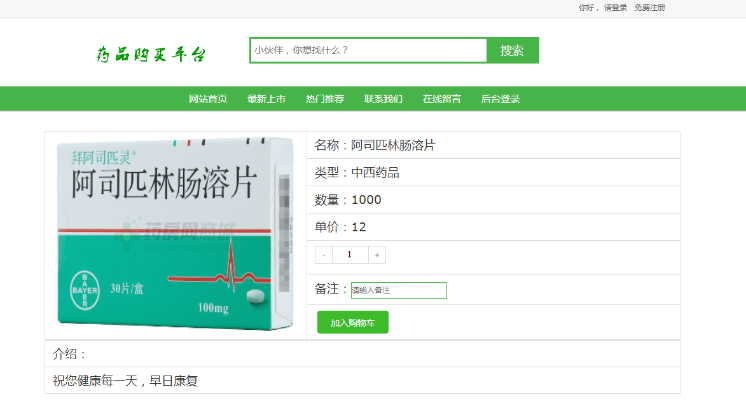 你好， 请登录 免费注册
药品购买平台
小伙伴，你想找什么？ 搜索
网站首页 最新上市 热门推荐 联系我们 在线留言 后台登录
拜阿司匹灵
阿司匹林肠溶片
药房网商城
BAYER
BAYER
30片/盒
100mg
名称：阿司匹林肠溶片
类型：中西药品
数量：1000
单价：12
- 1 +
备注：请输入备注
加入购物车
介绍：
祝您健康每一天，早日康复